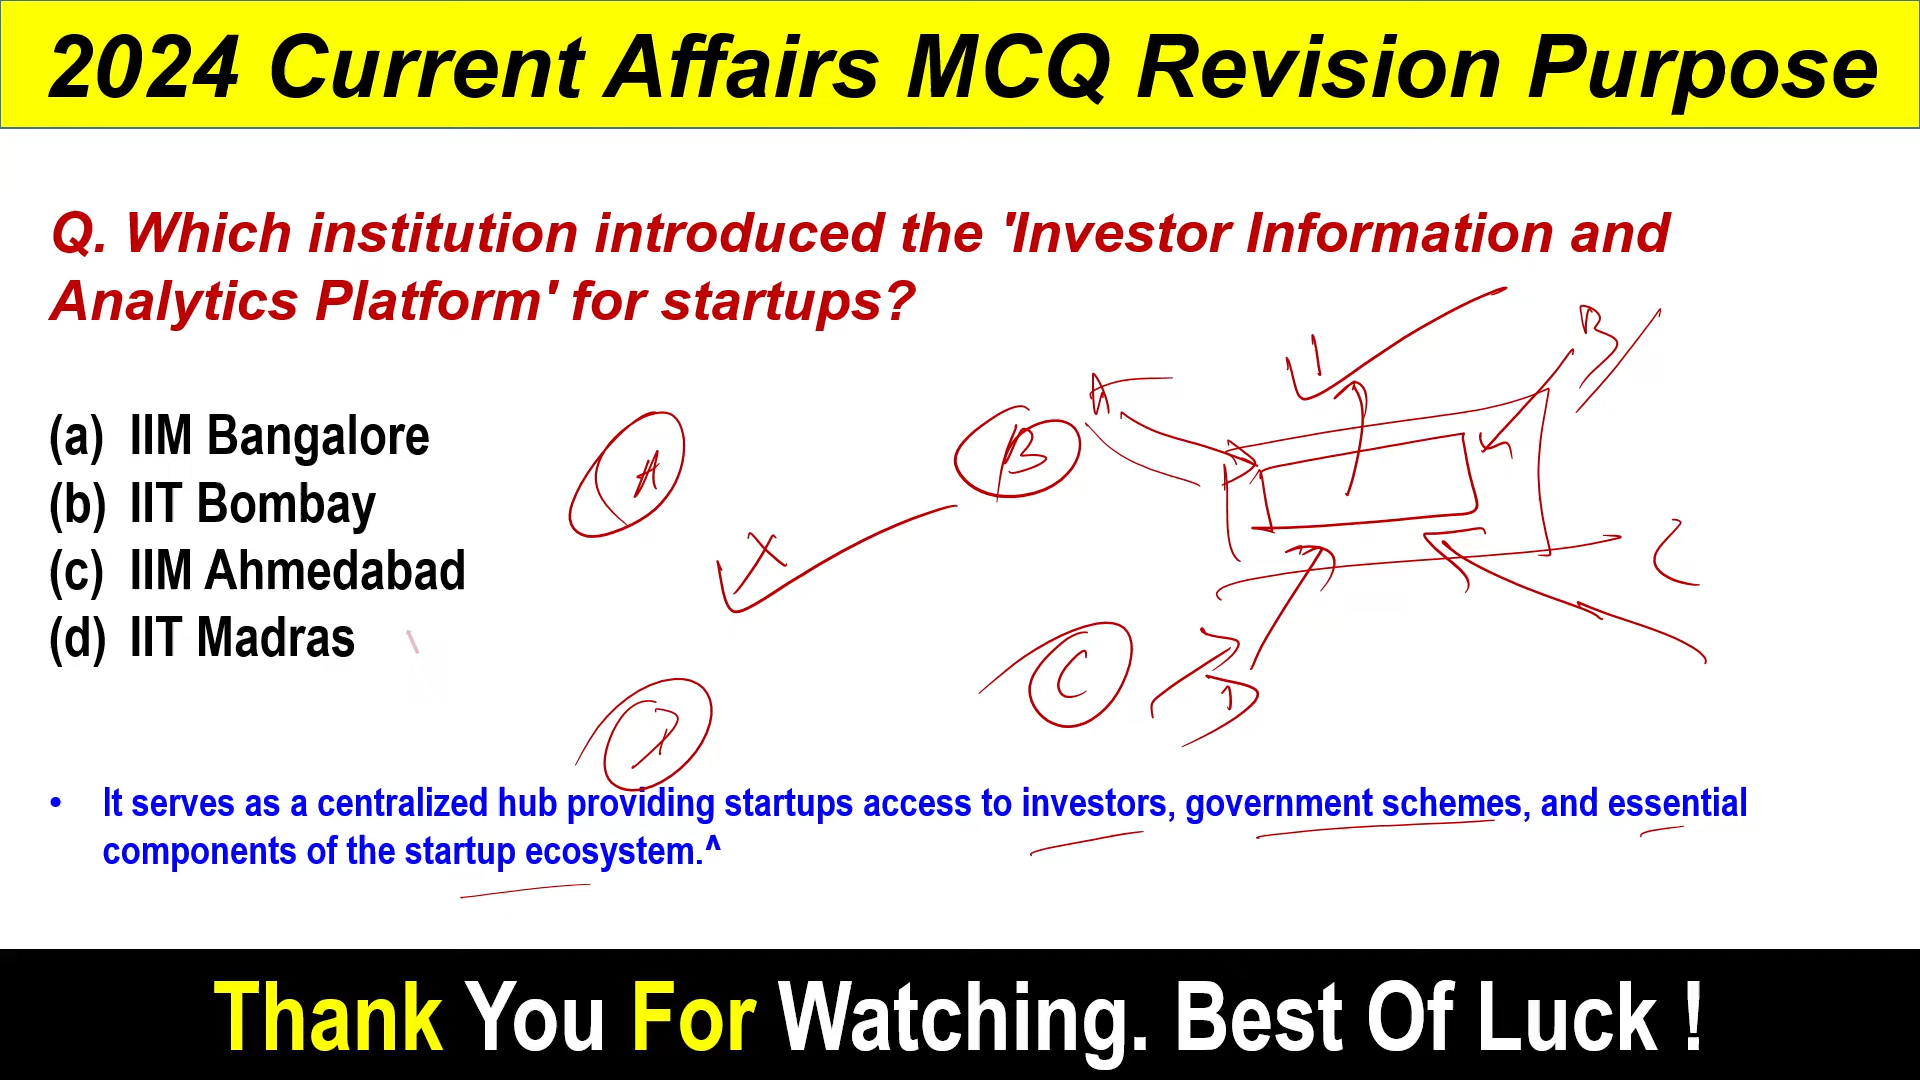 2024 Current Affairs MCQ Revision Purpose
Q. Which institution introduced the 'Investor Information and
Analytics Platform' for startups?
(a) IIM Bangalore
(b) IIT Bombay
(c) IIM Ahmedabad
(d) IIT Madras
A
B
A
B
X
C
C
D
D
• It serves as a centralized hub providing startups access to investors, government schemes, and essential
components of the startup ecosystem.^
Thank You For Watching. Best Of Luck !